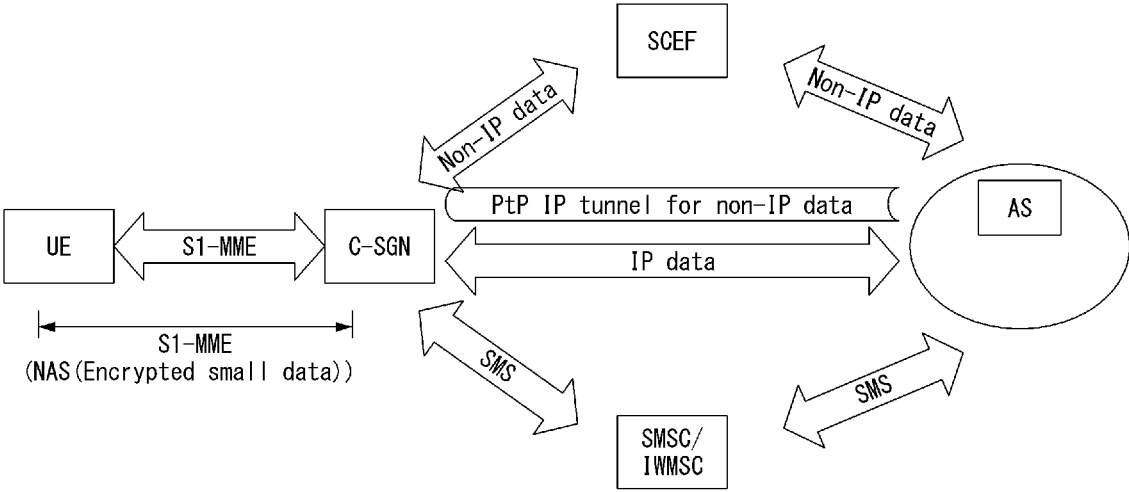 SCEF
Non-IP data
Non-IP data
PtP IP tunnel for non-IP data
AS
UE
S1-MME
C-SGN
IP data
S1-MME
(NAS(Encrypted small data))
SMS
SMS
SMSC/
IWMSC